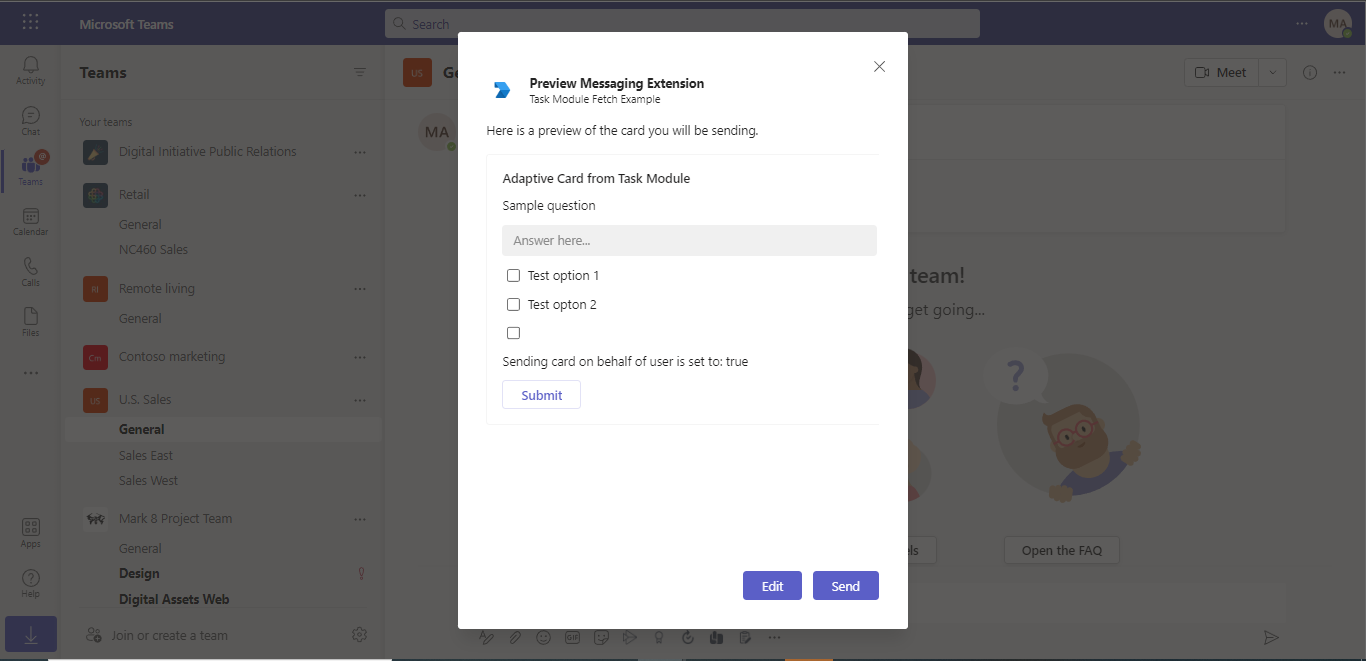 Microsoft Teams
Search
MA
Activity
Chat
Teams
Calendar
Calls
Files
Apps
Help
Teams
Your teams
Digital Initiative Public Relations
Retail
General
NC460 Sales
RI
Remote living
General
Cm
Contoso marketing
US
U.S. Sales
General
Sales East
Sales West
Mark 8 Project Team
General
Design
Digital Assets Web
Join or create a team
US
Ge
Meet
MA
Preview Messaging Extension
Task Module Fetch Example
Here is a preview of the card you will be sending.
Adaptive Card from Task Module
Sample question
Answer here...
Test option 1
Test opton 2
Sending card on behalf of user is set to: true
Submit
Edit
Send
team!
get going...
?
els
Open the FAQ
GIF